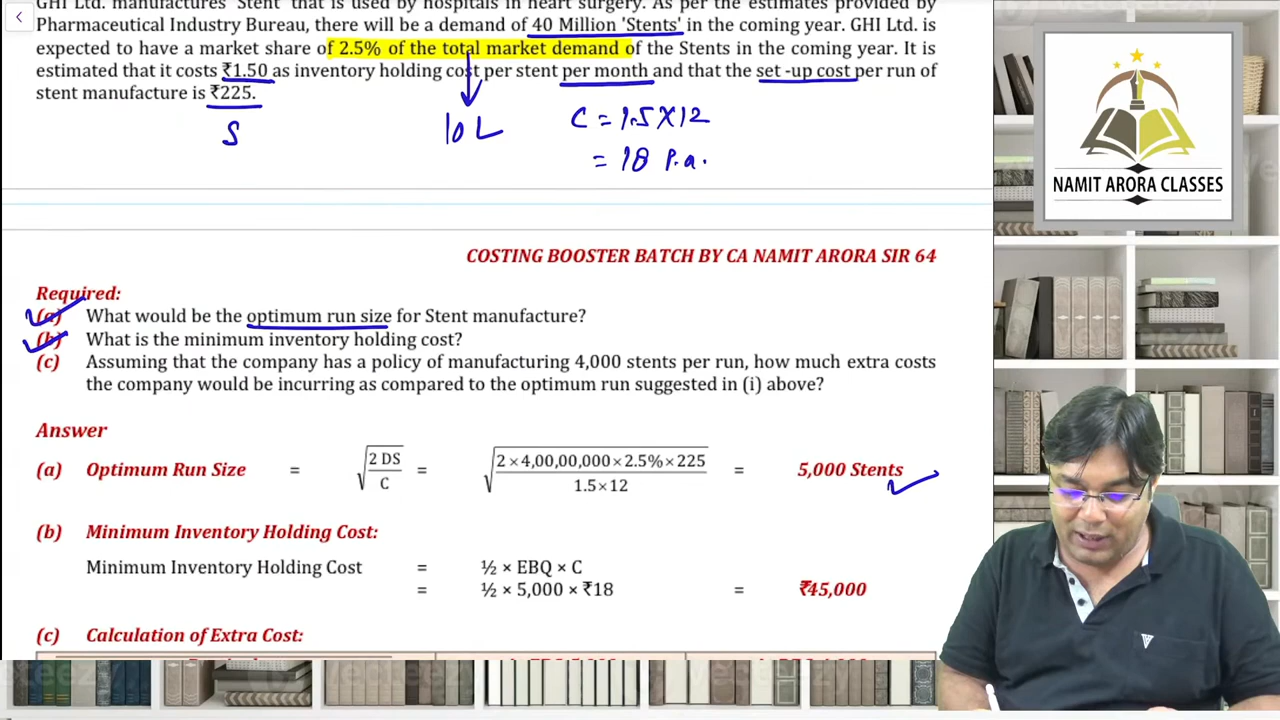 GHI Ltd. manufactures 'Stent' that is used by hospitals in heart surgery. As per the estimates provided by
Pharmaceutical Industry Bureau, there will be a demand of 40 Million 'Stents' in the coming year. GHI Ltd. is
expected to have a market share of 2.5% of the total market demand of the Stents in the coming year. It is
estimated that it costs ₹1.50 as inventory holding cost per stent per month and that the set -up cost per run of
stent manufacture is ₹225.
S
10 L
C = 1.5 X 12
= 18 P.a.
NAMIT ARORA CLASSES
COSTING BOOSTER BATCH BY CA NAMIT ARORA SIR 64
Required:
(a) What would be the optimum run size for Stent manufacture?
(b) What is the minimum inventory holding cost?
(c) Assuming that the company has a policy of manufacturing 4,000 stents per run, how much extra costs
the company would be incurring as compared to the optimum run suggested in (i) above?
Answer
(a) Optimum Run Size = √(2 DS / C) = √(2 × 4,00,00,000 × 2.5% × 225 / 1.5 × 12) = 5,000 Stents
(b) Minimum Inventory Holding Cost:
Minimum Inventory Holding Cost = ½ × EBQ × C
= ½ × 5,000 × ₹18 = ₹45,000
(c) Calculation of Extra Cost: